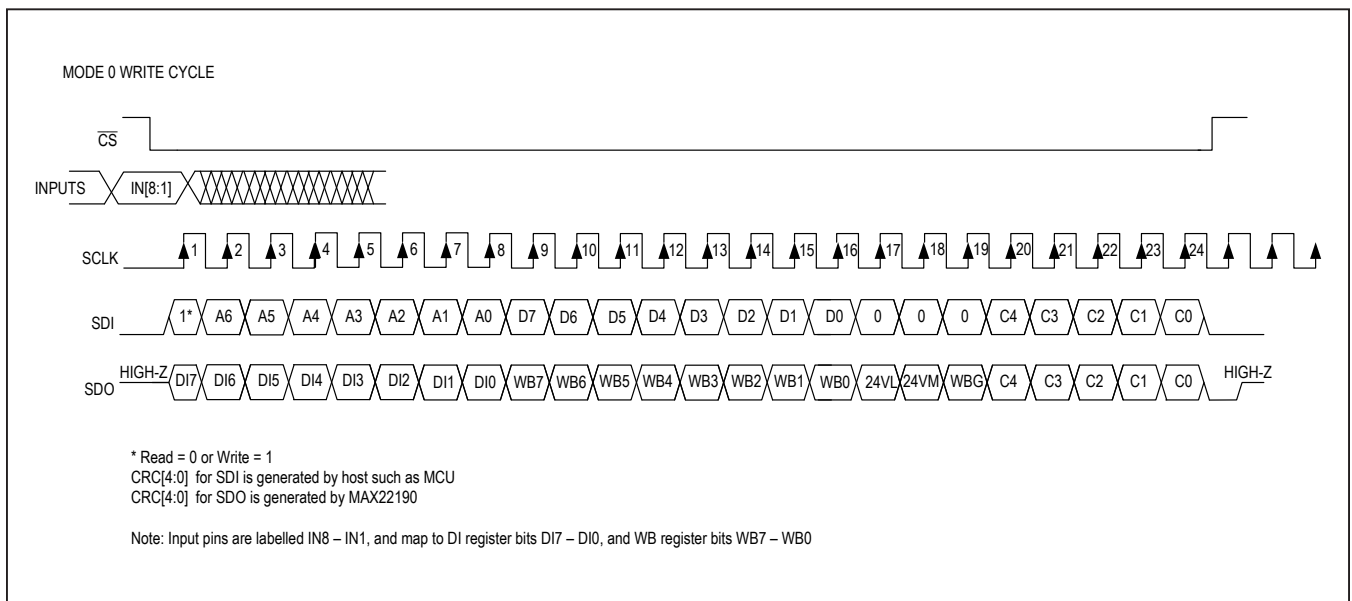 MODE 0 WRITE CYCLE
CS
INPUTS IN[8:1]
SCLK 1 2 3 4 5 6 7 8 9 10 11 12 13 14 15 16 17 18 19 20 21 22 23 24
SDI 1* A6 A5 A4 A3 A2 A1 A0 D7 D6 D5 D4 D3 D2 D1 D0 0 0 0 C4 C3 C2 C1 C0
SDO HIGH-Z DI7 DI6 DI5 DI4 DI3 DI2 DI1 DI0 WB7 WB6 WB5 WB4 WB3 WB2 WB1 WB0 24VL 24VM WBG C4 C3 C2 C1 C0 HIGH-Z
* Read = 0 or Write = 1
CRC[4:0] for SDI is generated by host such as MCU
CRC[4:0] for SDO is generated by MAX22190
Note: Input pins are labelled IN8 – IN1, and map to DI register bits DI7 – DI0, and WB register bits WB7 – WB0